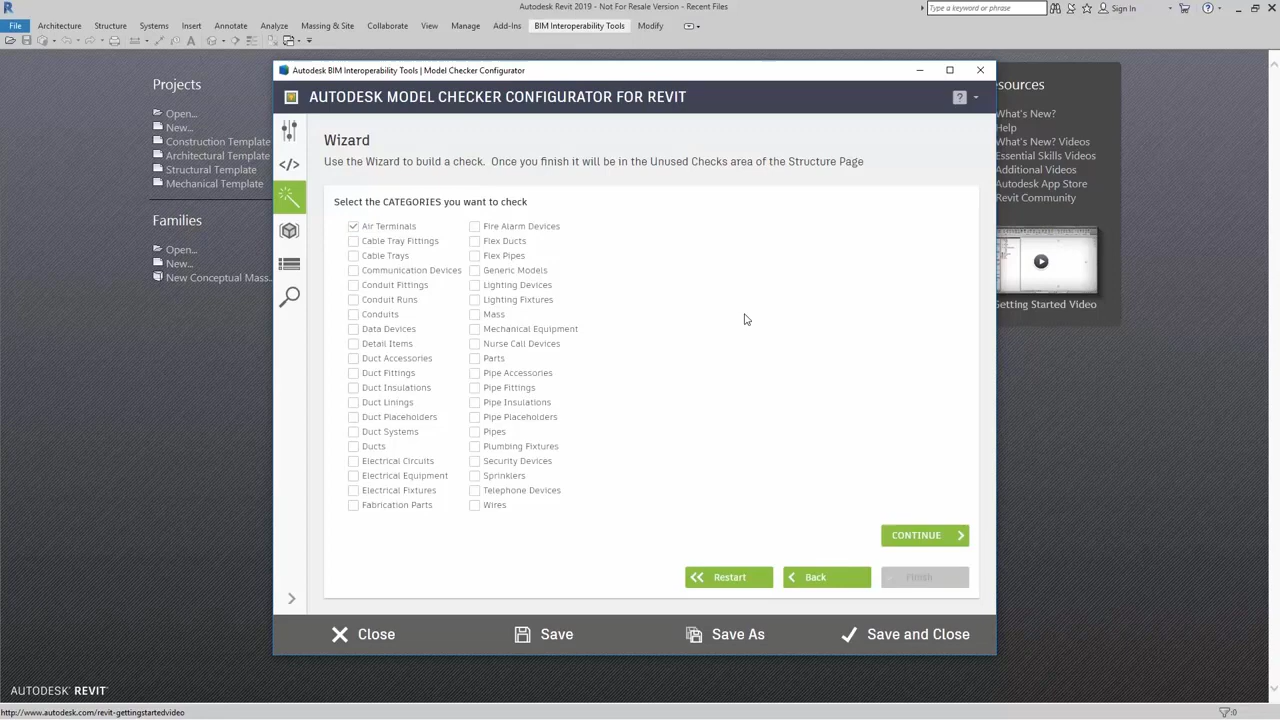 Autodesk Revit 2019 - Not For Resale Version - Recent Files
Type a keyword or phrase
Sign In
File Architecture Structure Systems Insert Annotate Analyze Massing & Site Collaborate View Manage Add-Ins BIM Interoperability Tools Modify
Projects
Open...
New...
Construction Template
Architectural Template
Structural Template
Mechanical Template
Families
Open...
New...
New Conceptual Mass...
Autodesk BIM Interoperability Tools | Model Checker Configurator
AUTODESK MODEL CHECKER CONFIGURATOR FOR REVIT
Wizard
Use the Wizard to build a check. Once you finish it will be in the Unused Checks area of the Structure Page
Select the CATEGORIES you want to check
Air Terminals
Cable Tray Fittings
Cable Trays
Communication Devices
Conduit Fittings
Conduit Runs
Conduits
Data Devices
Detail Items
Duct Accessories
Duct Fittings
Duct Insulations
Duct Linings
Duct Placeholders
Duct Systems
Ducts
Electrical Circuits
Electrical Equipment
Electrical Fixtures
Fabrication Parts
Fire Alarm Devices
Flex Ducts
Flex Pipes
Generic Models
Lighting Devices
Lighting Fixtures
Mass
Mechanical Equipment
Nurse Call Devices
Parts
Pipe Accessories
Pipe Fittings
Pipe Insulations
Pipe Placeholders
Pipes
Plumbing Fixtures
Security Devices
Sprinklers
Telephone Devices
Wires
CONTINUE
Restart
Back
Finish
Close
Save
Save As
Save and Close
sources
What's New?
Help
What's New? Videos
Essential Skills Videos
Additional Videos
Autodesk App Store
Revit Community
Getting Started Video
AUTODESK® REVIT®
http://www.autodesk.com/revit-gettingstartedvideo
:0